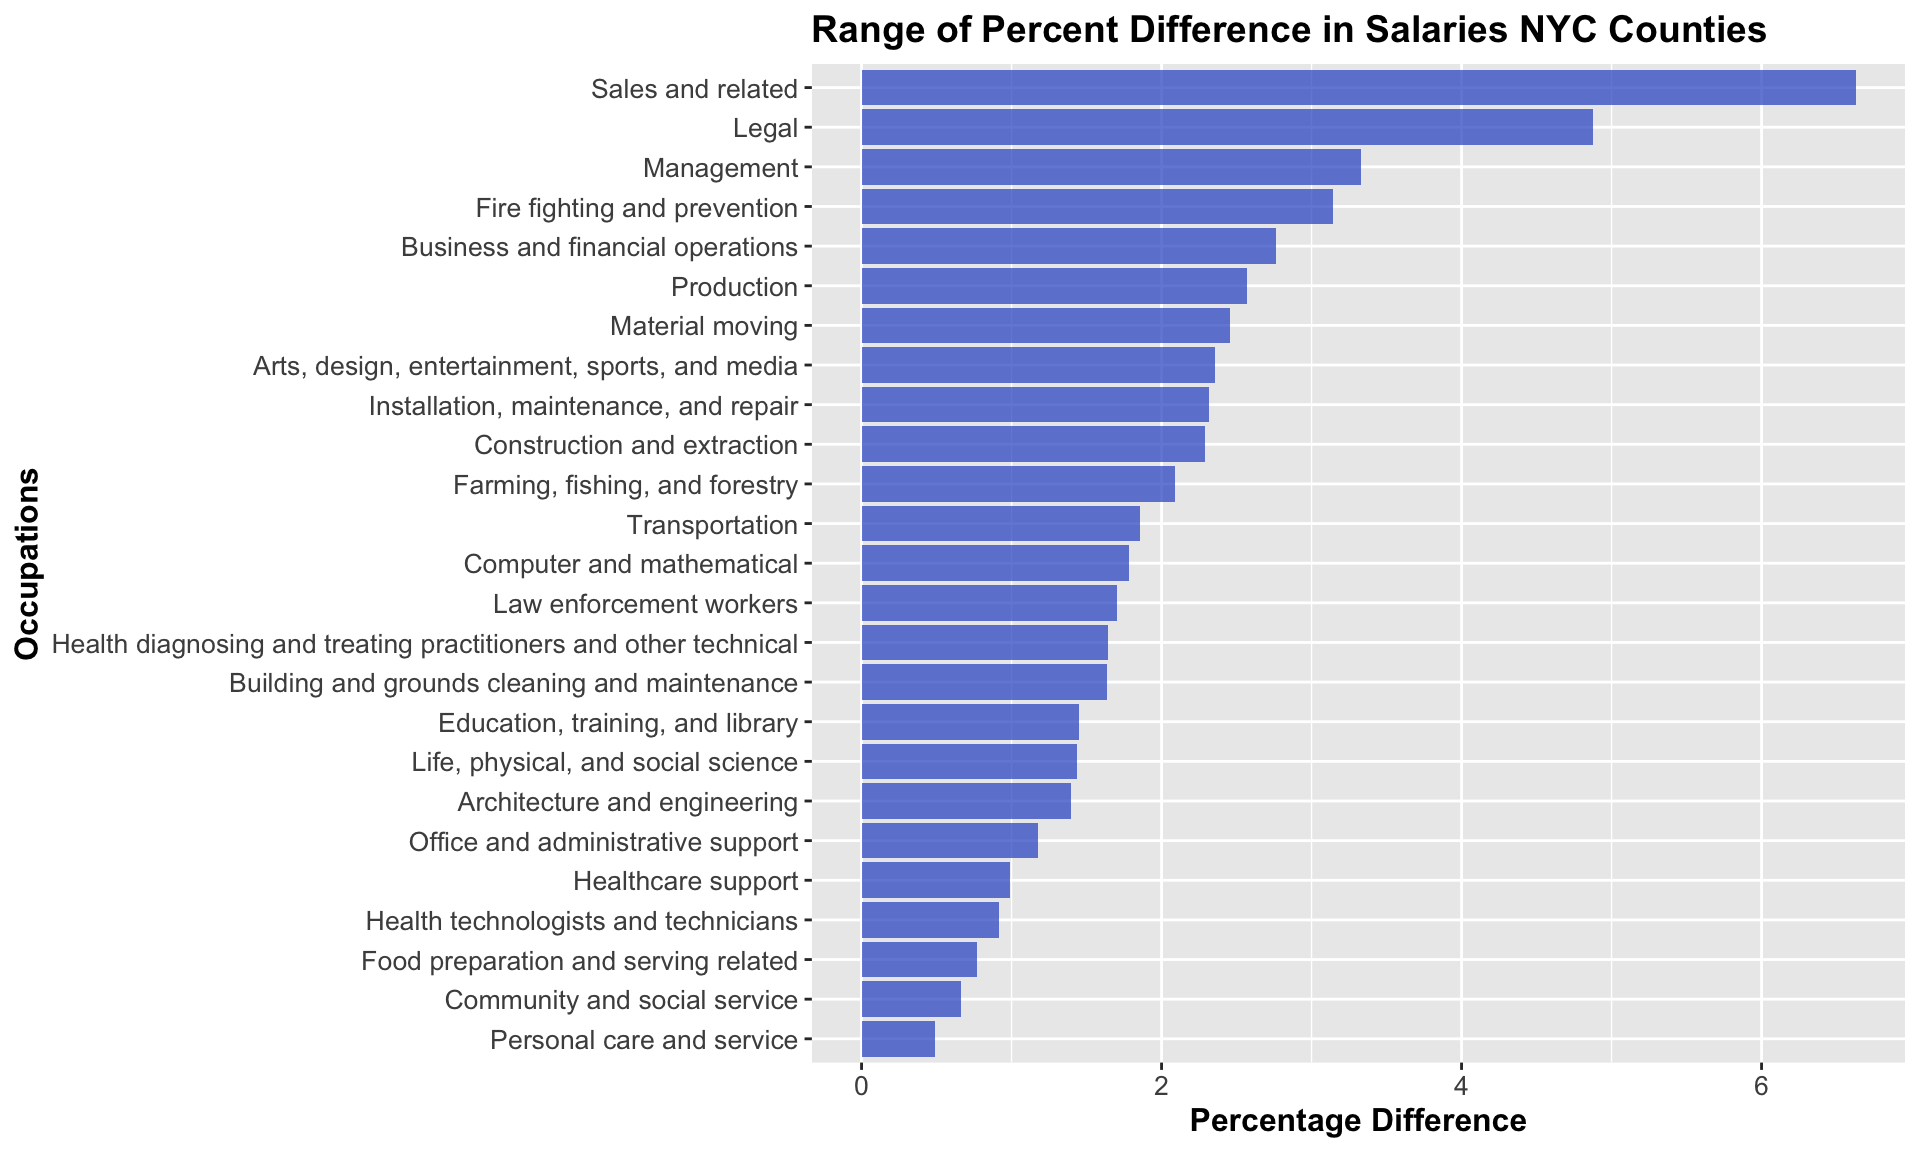 Range of Percent Difference in Salaries NYC Counties
Sales and related
Legal
Management
Fire fighting and prevention
Business and financial operations
Production
Material moving
Arts, design, entertainment, sports, and media
Installation, maintenance, and repair
Construction and extraction
Farming, fishing, and forestry
Transportation
Computer and mathematical
Law enforcement workers
Health diagnosing and treating practitioners and other technical
Building and grounds cleaning and maintenance
Education, training, and library
Life, physical, and social science
Architecture and engineering
Office and administrative support
Healthcare support
Health technologists and technicians
Food preparation and serving related
Community and social service
Personal care and service
Occupations
0 2 4 6
Percentage Difference